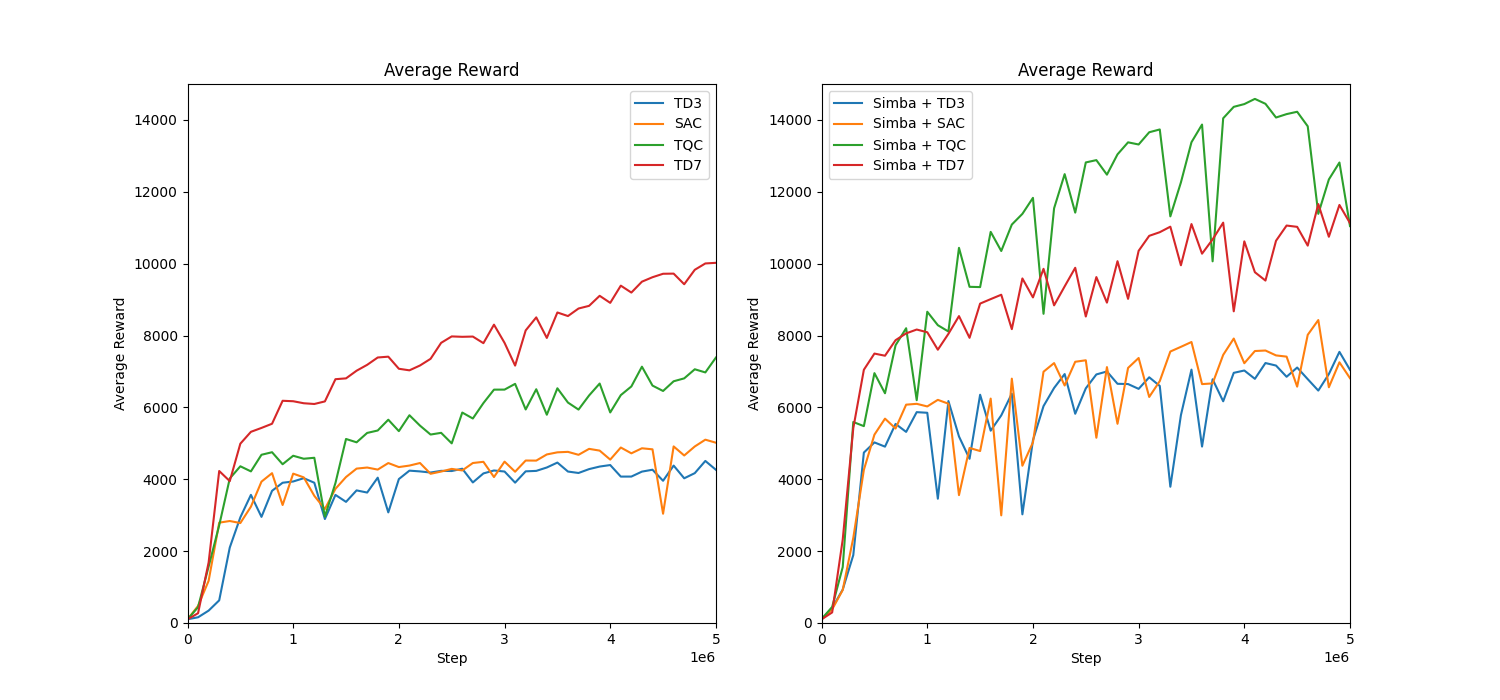 Average Reward
Average Reward
14000
12000
10000
8000
6000
4000
2000
0
0 1 2 3 4 5
Step
1e6
TD3
SAC
TQC
TD7
Average Reward
Average Reward
14000
12000
10000
8000
6000
4000
2000
0
0 1 2 3 4 5
Step
1e6
Simba + TD3
Simba + SAC
Simba + TQC
Simba + TD7